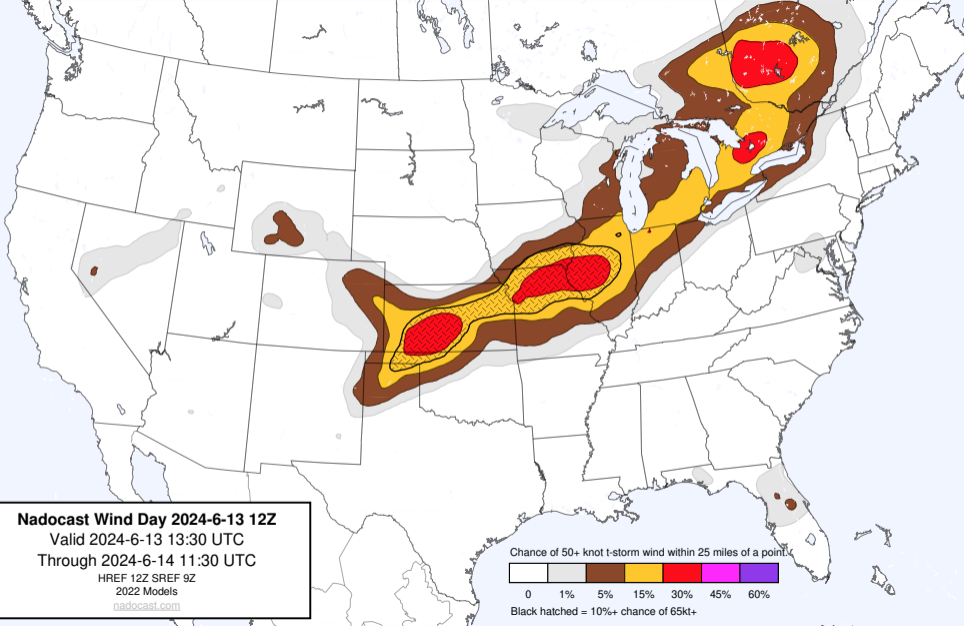 Nadocast Wind Day 2024-6-13 12Z
Valid 2024-6-13 13:30 UTC
Through 2024-6-14 11:30 UTC
HREF 12Z SREF 9Z
2022 Models
nadocast.com
Chance of 50+ knot t-storm wind within 25 miles of a point.
0 1% 5% 15% 30% 45% 60%
Black hatched = 10%+ chance of 65kt+